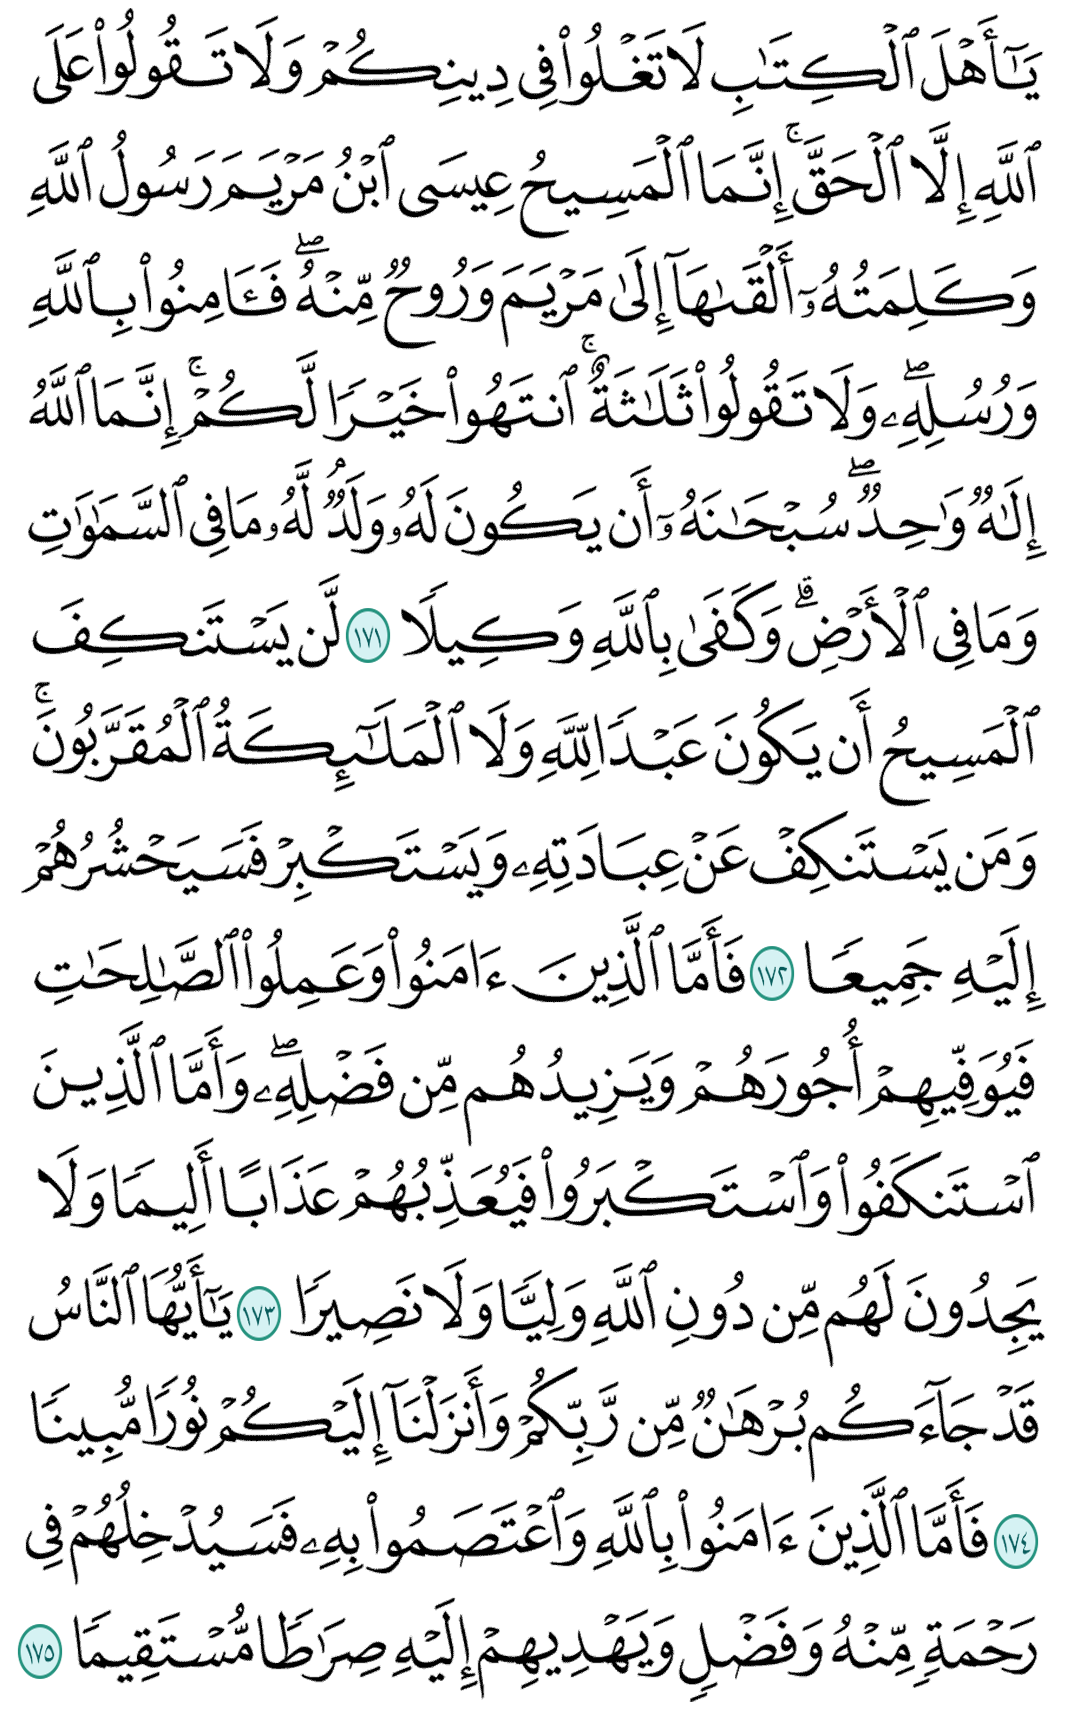 يَـٰٓأَهۡلَ ٱلۡكِتَـٰبِ لَا تَغۡلُواْ فِي دِينِكُمۡ وَلَا تَقُولُواْ عَلَى
ٱللَّهِ إِلَّا ٱلۡحَقَّۚ إِنَّمَا ٱلۡمَسِيحُ عِيسَى ٱبۡنُ مَرۡيَمَ رَسُولُ ٱللَّهِ
وَكَلِمَتُهُۥٓ أَلۡقَىٰهَآ إِلَىٰ مَرۡيَمَ وَرُوحٞ مِّنۡهُۖ فَـَٔامِنُواْ بِٱللَّهِ
وَرُسُلِهِۦۖ وَلَا تَقُولُواْ ثَلَـٰثَةٌۚ ٱنتَهُواْ خَيۡرٗا لَّكُمۡۚ إِنَّمَا ٱللَّهُ
إِلَـٰهٞ وَٰحِدٞۖ سُبۡحَـٰنَهُۥٓ أَن يَكُونَ لَهُۥ وَلَدٞۘ لَّهُۥ مَا فِي ٱلسَّمَـٰوَٰتِ
وَمَا فِي ٱلۡأَرۡضِۗ وَكَفَىٰ بِٱللَّهِ وَكِيلٗا ١٧١ لَّن يَسۡتَنكِفَ
ٱلۡمَسِيحُ أَن يَكُونَ عَبۡدٗا لِّلَّهِ وَلَا ٱلۡمَلَـٰٓئِكَةُ ٱلۡمُقَرَّبُونَۚ
وَمَن يَسۡتَنكِفۡ عَنۡ عِبَادَتِهِۦ وَيَسۡتَكۡبِرۡ فَسَيَحۡشُرُهُمۡ
إِلَيۡهِ جَمِيعٗا ١٧٢ فَأَمَّا ٱلَّذِينَ ءَامَنُواْ وَعَمِلُواْ ٱلصَّـٰلِحَـٰتِ
فَيُوَفِّيهِمۡ أُجُورَهُمۡ وَيَزِيدُهُم مِّن فَضۡلِهِۦۖ وَأَمَّا ٱلَّذِينَ
ٱسۡتَنكَفُواْ وَٱسۡتَكۡبَرُواْ فَيُعَذِّبُهُمۡ عَذَابًا أَلِيمٗا وَلَا
يَجِدُونَ لَهُم مِّن دُونِ ٱللَّهِ وَلِيّٗا وَلَا نَصِيرٗا ١٧٣ يَـٰٓأَيُّهَا ٱلنَّاسُ
قَدۡ جَآءَكُم بُرۡهَـٰنٞ مِّن رَّبِّكُمۡ وَأَنزَلۡنَآ إِلَيۡكُمۡ نُورٗا مُّبِينٗا
١٧٤ فَأَمَّا ٱلَّذِينَ ءَامَنُواْ بِٱللَّهِ وَٱعۡتَصَمُواْ بِهِۦ فَسَيُدۡخِلُهُمۡ فِي
رَحۡمَةٖ مِّنۡهُ وَفَضۡلٖ وَيَهۡدِيهِمۡ إِلَيۡهِ صِرَٰطٗا مُّسۡتَقِيمٗا ١٧٥